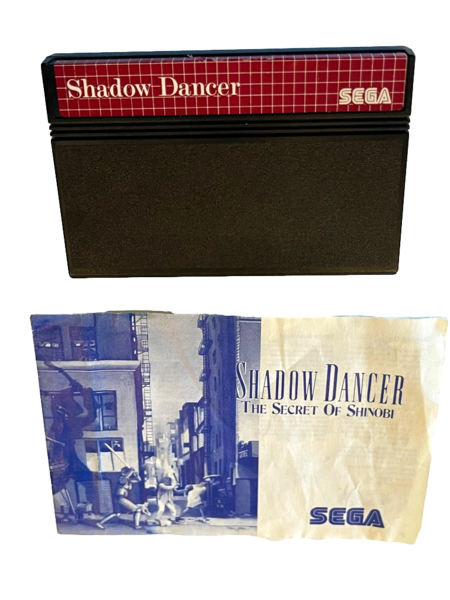 Shadow Dancer
SEGA
SHADOW DANCER
THE SECRET OF SHINOBI
SEGA